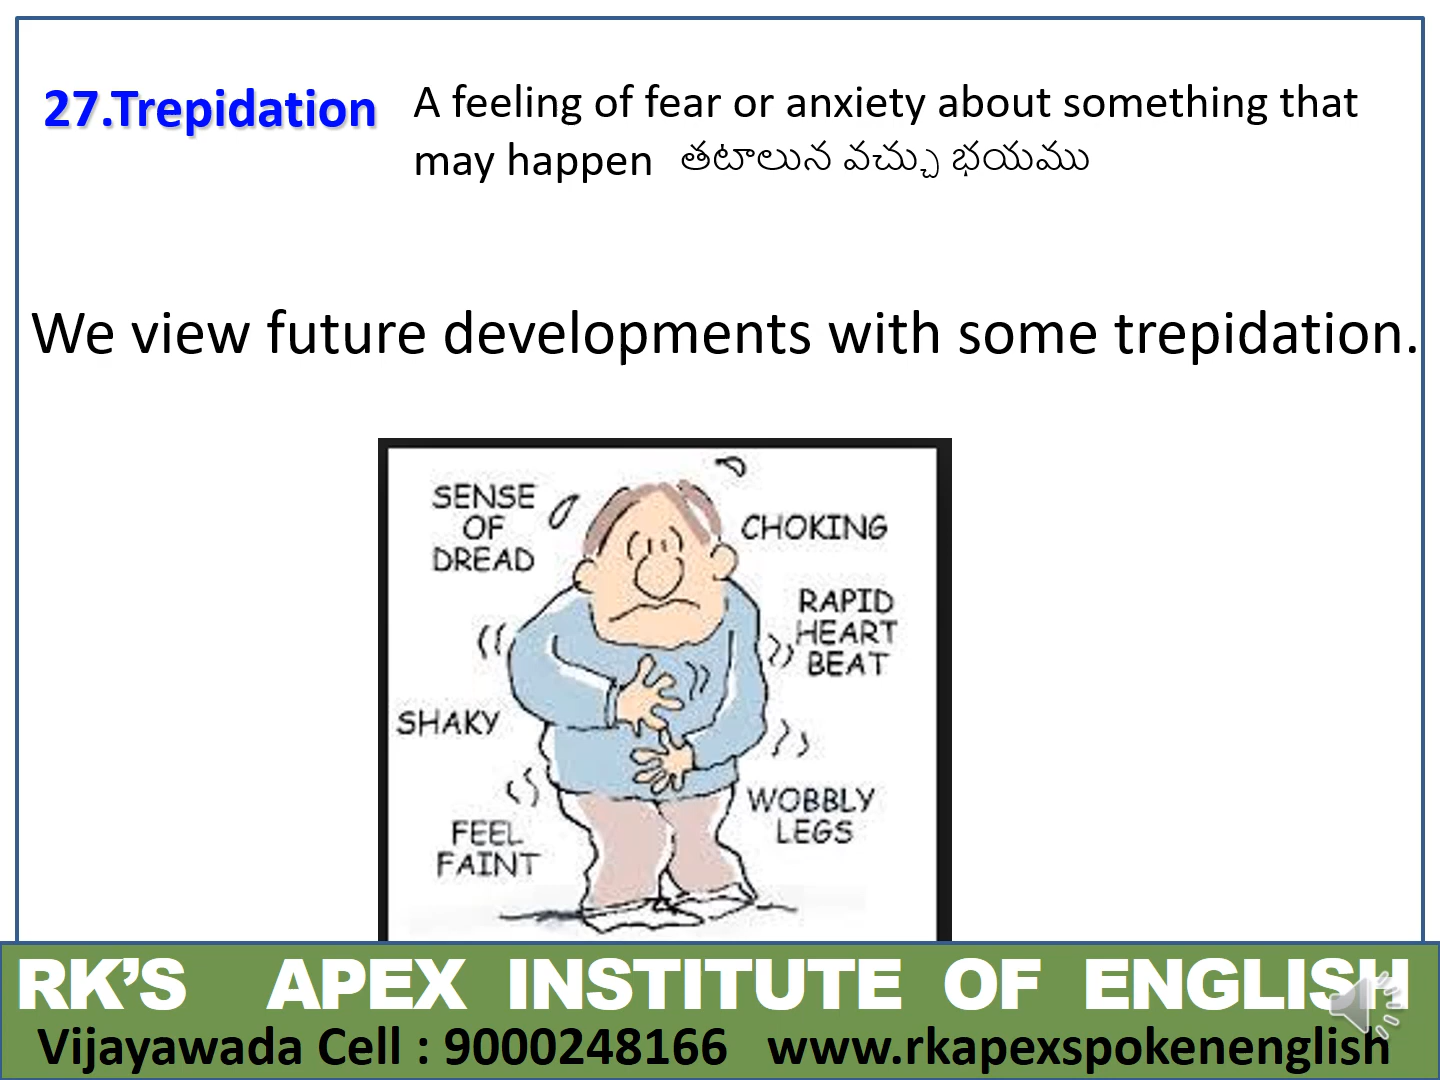 27.Trepidation
A feeling of fear or anxiety about something that
may happen తటాలున వచ్చు భయము
We view future developments with some trepidation.
SENSE
OF
DREAD
CHOKING
RAPID
HEART
BEAT
SHAKY
WOBBLY
LEGS
FEEL
FAINT
RK’S APEX INSTITUTE OF ENGLISH
Vijayawada Cell : 9000248166 www.rkapexspokenenglish